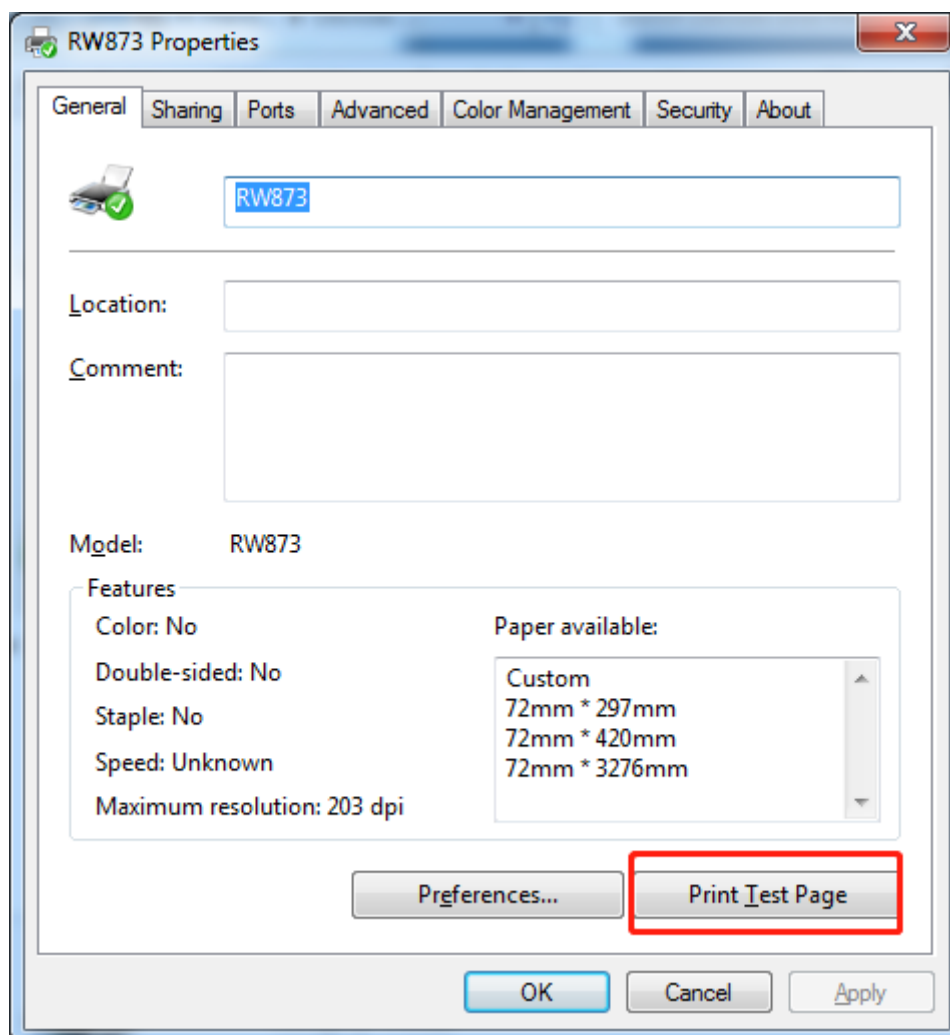 RW873 Properties
General Sharing Ports Advanced Color Management Security About
RW873
Location:
Comment:
Model: RW873
Features
Color: No
Double-sided: No
Staple: No
Speed: Unknown
Maximum resolution: 203 dpi
Paper available:
Custom
72mm * 297mm
72mm * 420mm
72mm * 3276mm
Preferences... Print Test Page
OK Cancel Apply